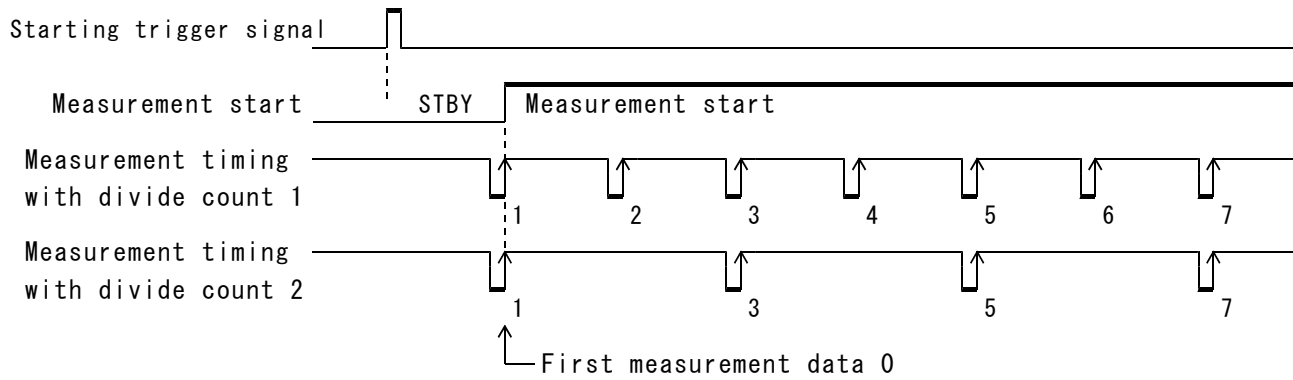 Starting trigger signal
Measurement start STBY Measurement start
Measurement timing
with divide count 1
1 2 3 4 5 6 7
Measurement timing
with divide count 2
1 3 5 7
First measurement data 0